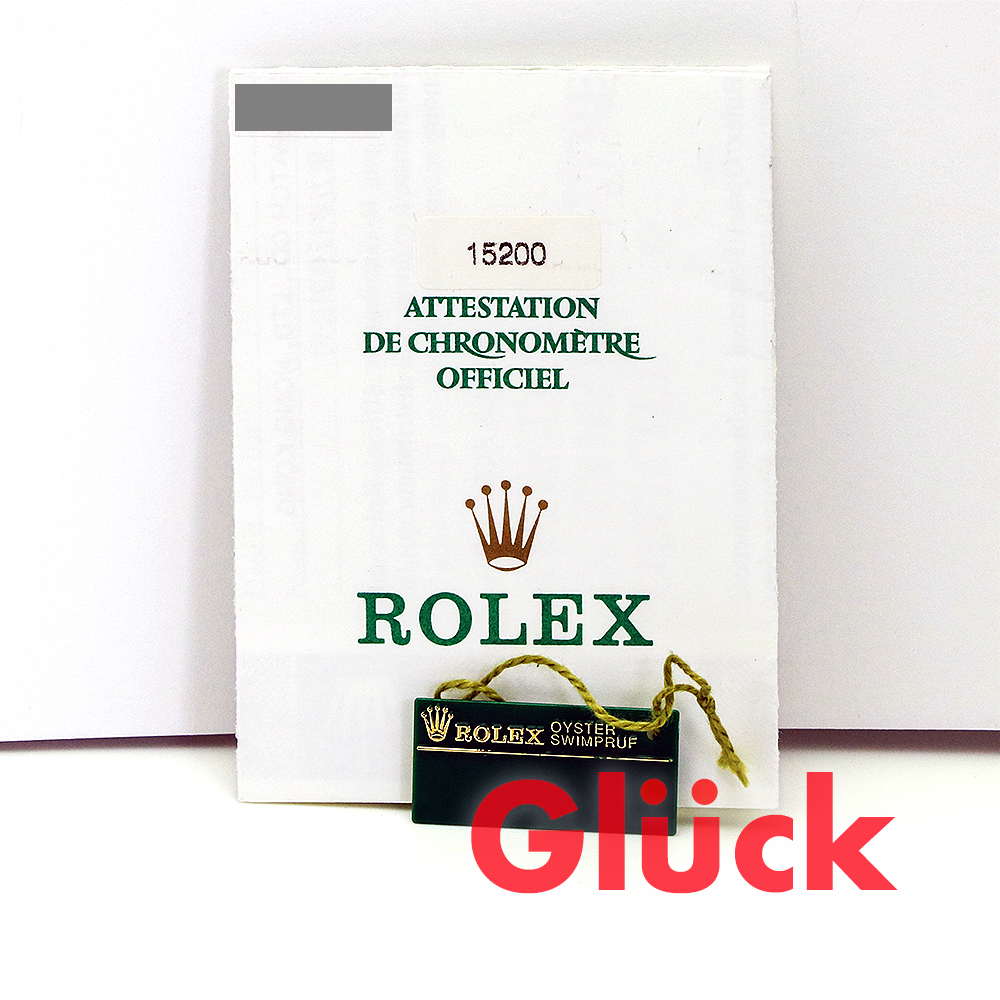 15200
ATTESTATION
DE CHRONOMÈTRE
OFFICIEL
ROLEX
ROLEX OYSTER
SWIMPRUF
Glück